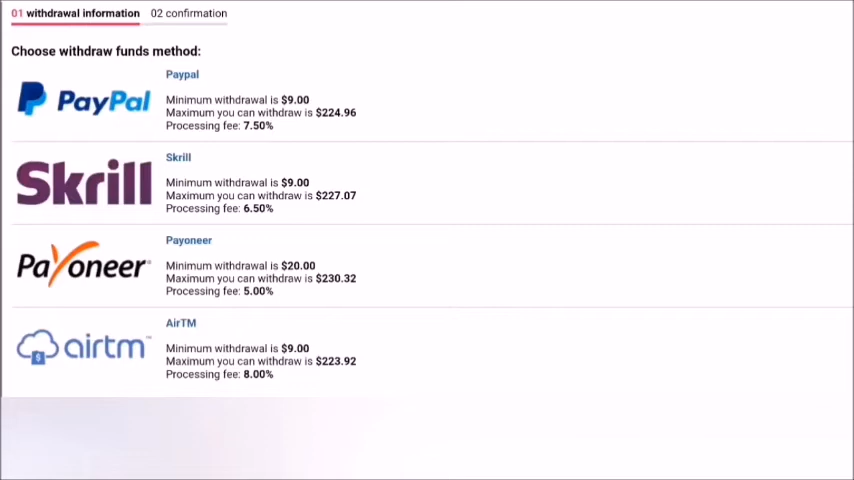 01 withdrawal information 02 confirmation
Choose withdraw funds method:
Paypal
PayPal
Minimum withdrawal is $9.00
Maximum you can withdraw is $224.96
Processing fee: 7.50%
Skrill
Skrill
Minimum withdrawal is $9.00
Maximum you can withdraw is $227.07
Processing fee: 6.50%
Payoneer
Payoneer
Minimum withdrawal is $20.00
Maximum you can withdraw is $230.32
Processing fee: 5.00%
AirTM
airtm™
$
Minimum withdrawal is $9.00
Maximum you can withdraw is $223.92
Processing fee: 8.00%